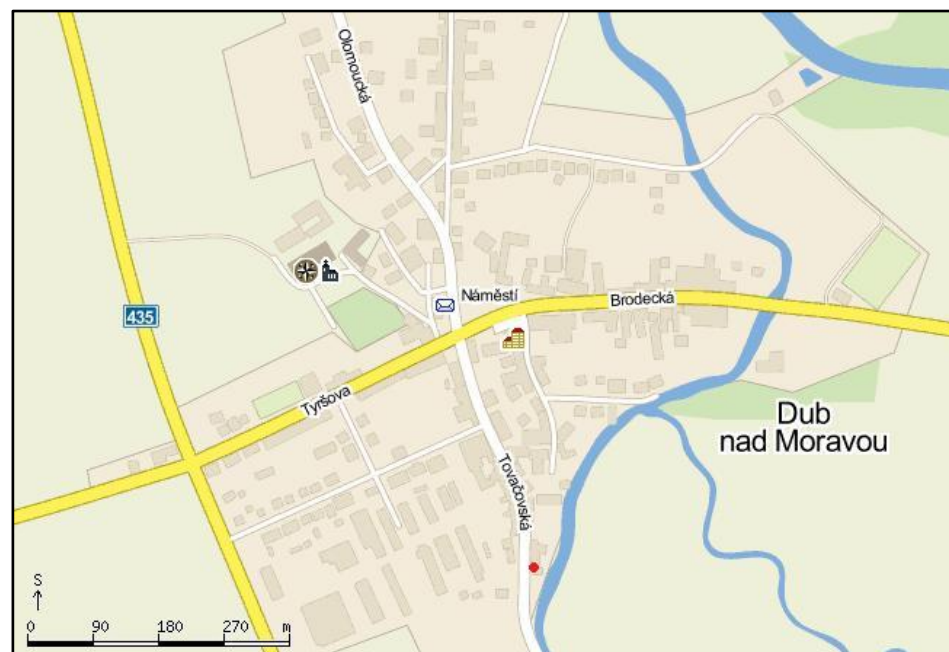 Olomoucká
435
Náměstí
Brodecká
Tyršova
Dub
nad Moravou
Tovačovská
S
0 90 180 270 m